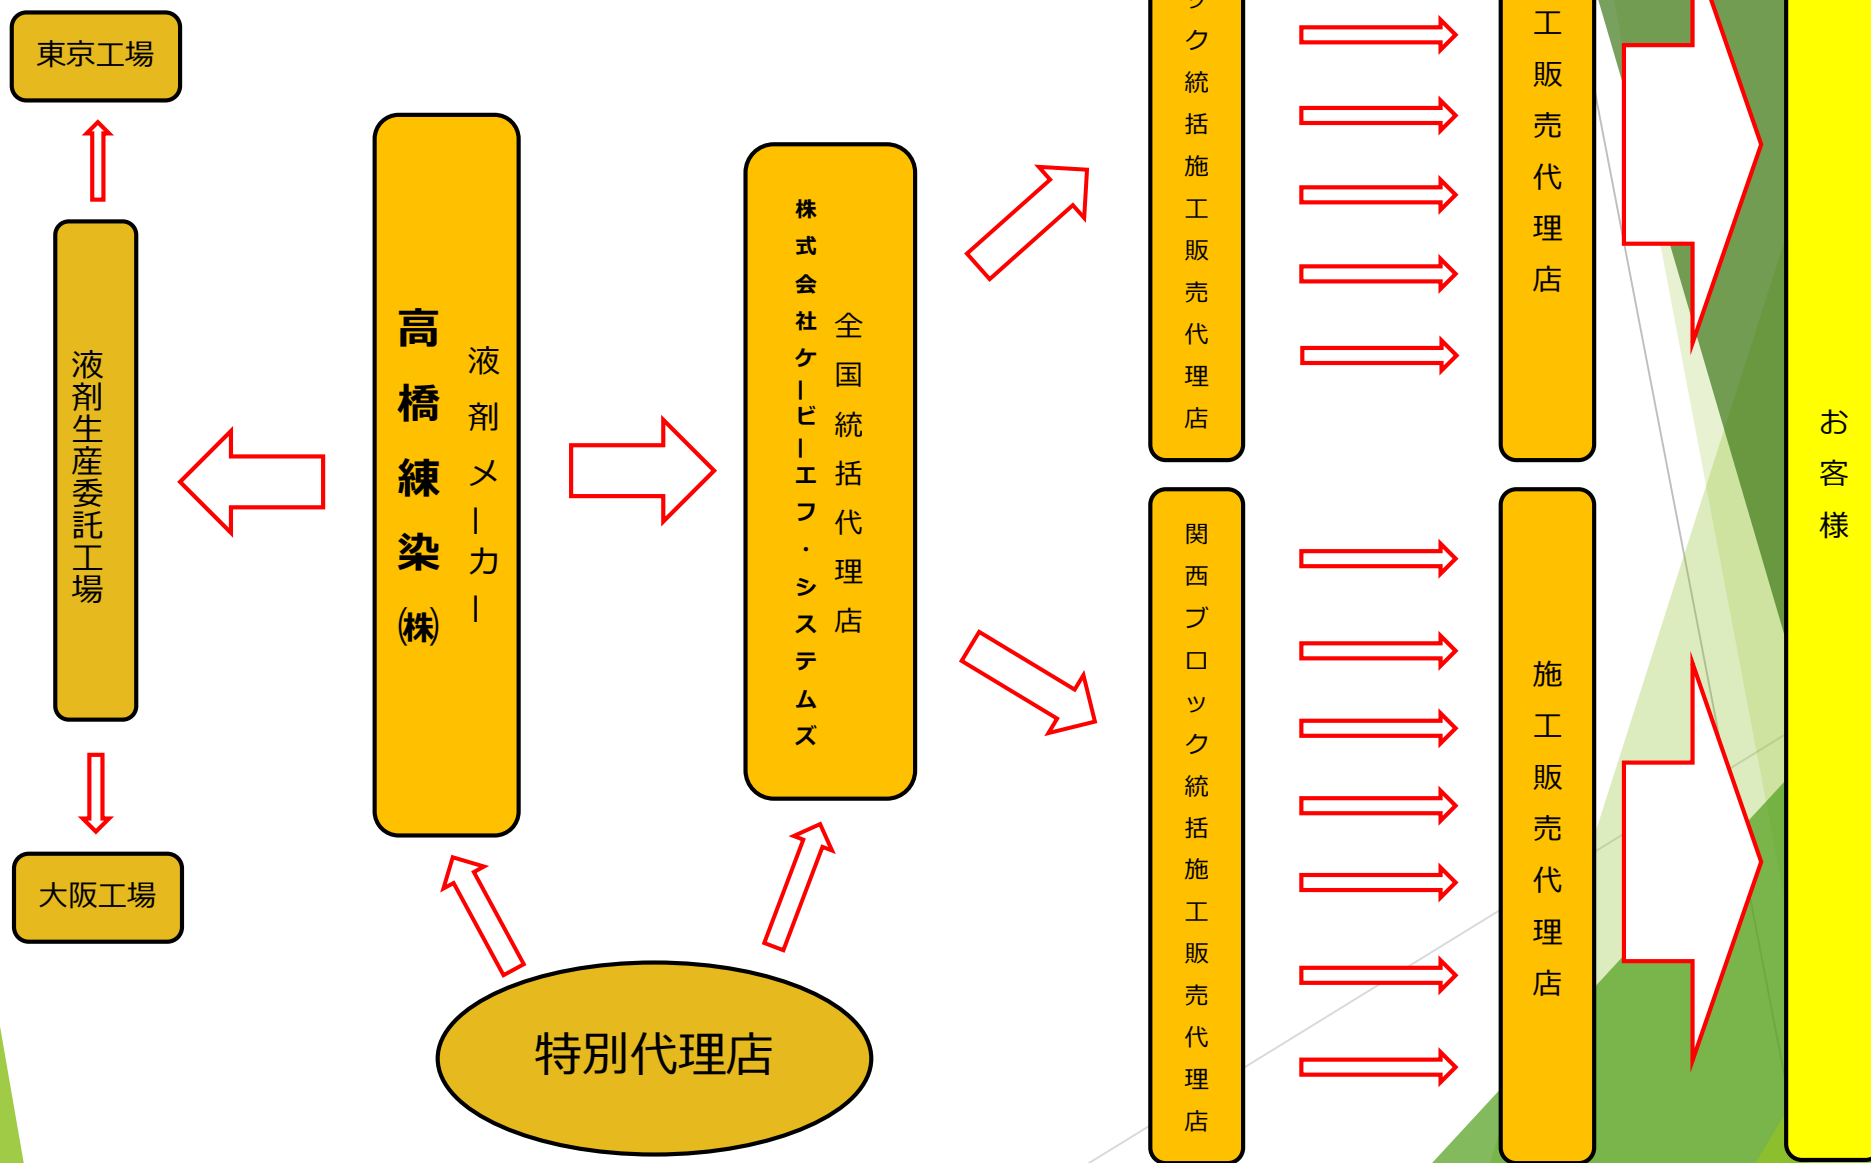 東京工場
液剤生産委託工場
大阪工場
液剤メーカー
高橋練染㈱
全国統括代理店
株式会社ケービーエフ・システムズ
特別代理店
ック統括施工販売代理店
関西ブロック統括施工販売代理店
工販売代理店
施工販売代理店
お客様